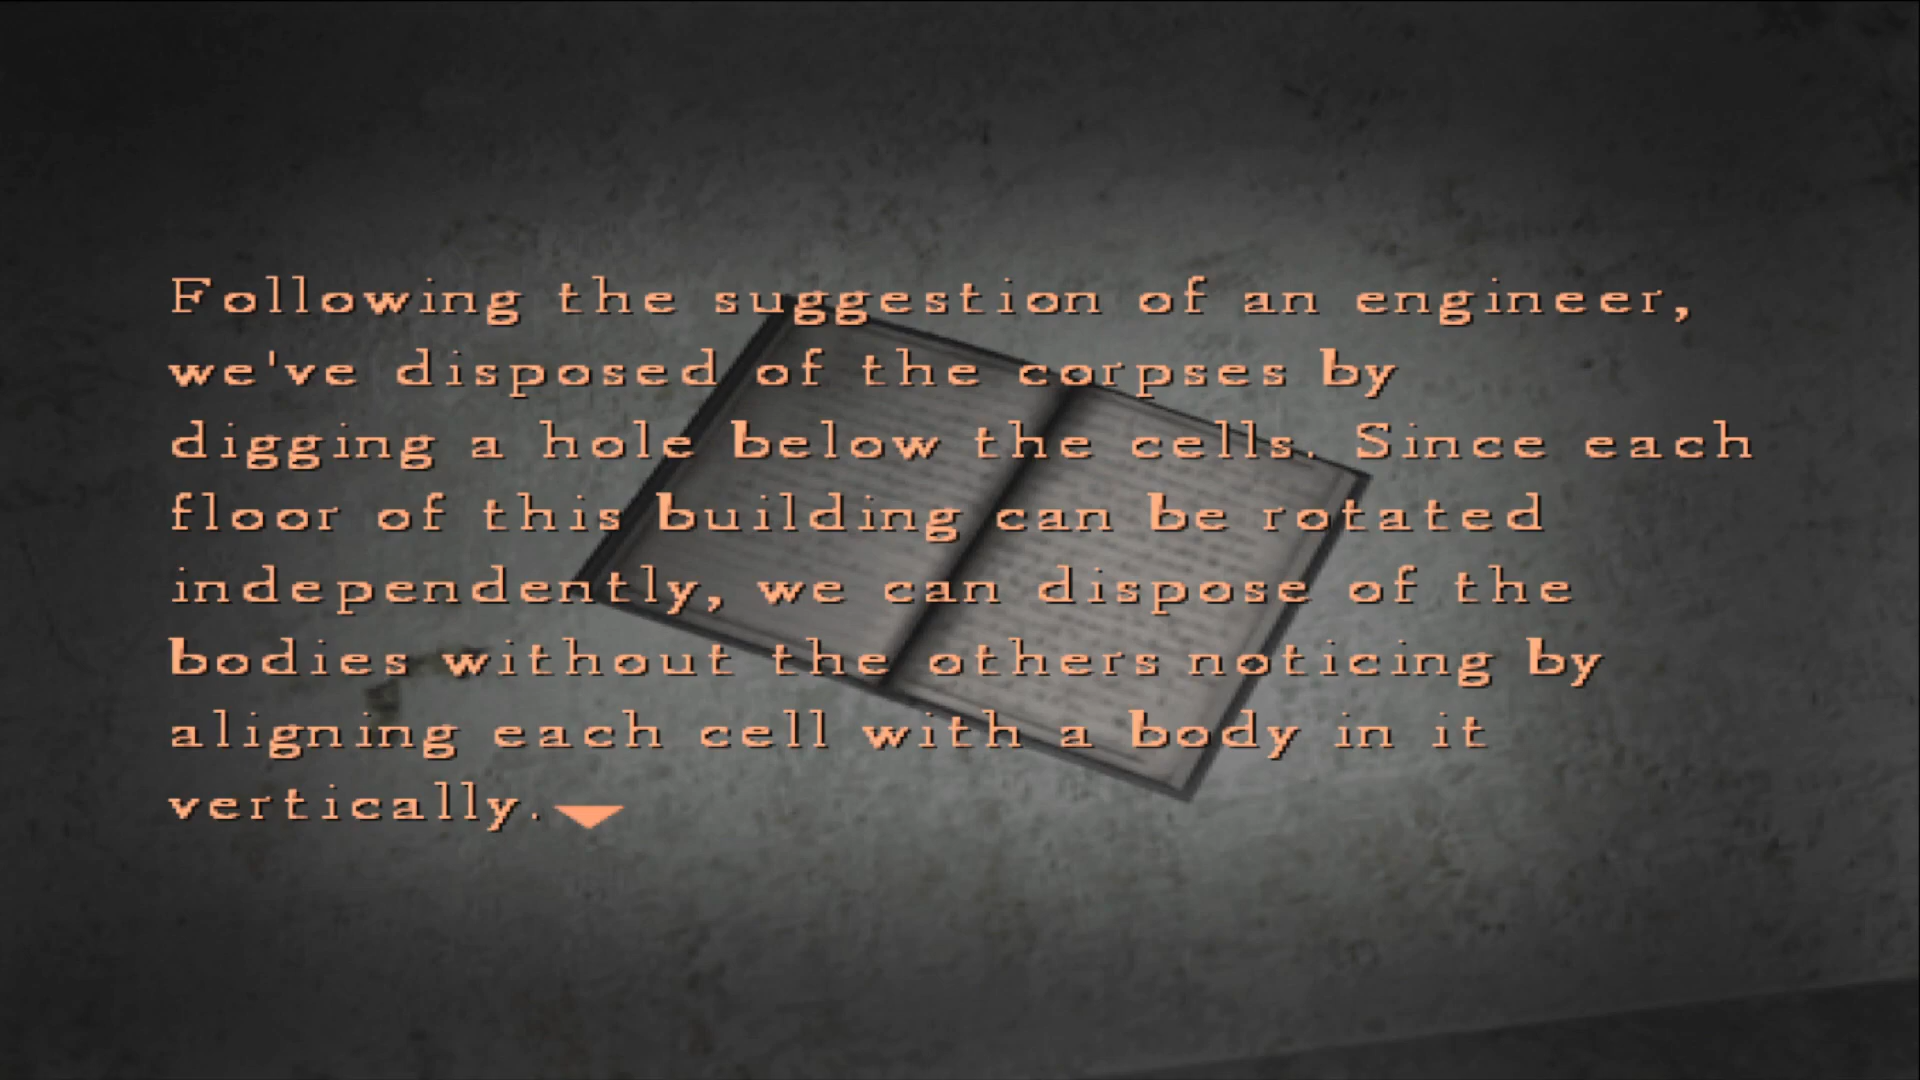 Following the suggestion of an engineer,
we've disposed of the corpses by
digging a hole below the cells. Since each
floor of this building can be rotated
independently, we can dispose of the
bodies without the others noticing by
aligning each cell with a body in it
vertically.